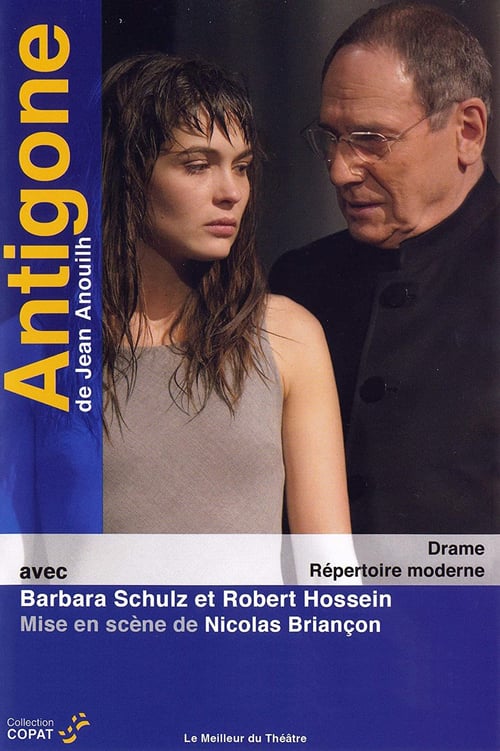 Antigone
de Jean Anouilh
Drame
Répertoire moderne
avec
Barbara Schulz et Robert Hossein
Mise en scène de Nicolas Briançon
Collection
COPAT
Le Meilleur du Théâtre